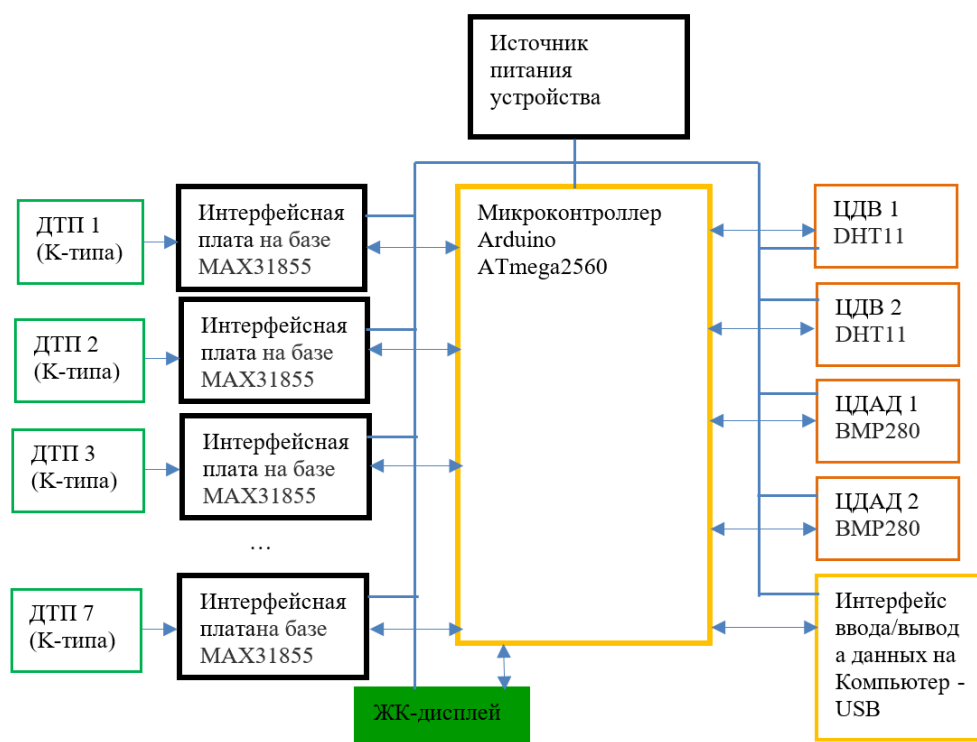 Источник
питания
устройства
ДТП 1
(К-типа)
Интерфейсная
плата на базе
MAX31855
Микроконтроллер
Arduino
ATmega2560
ЦДВ 1
DHT11
ДТП 2
(К-типа)
Интерфейсная
плата на базе
MAX31855
ЦДВ 2
DHT11
ДТП 3
(К-типа)
Интерфейсная
плата на базе
MAX31855
ЦДАД 1
BMP280
ЦДАД 2
BMP280
…
ДТП 7
(К-типа)
Интерфейсная
платана базе
MAX31855
Интерфейс
ввода/вывод
а данных на
Компьютер -
USB
ЖК-дисплей